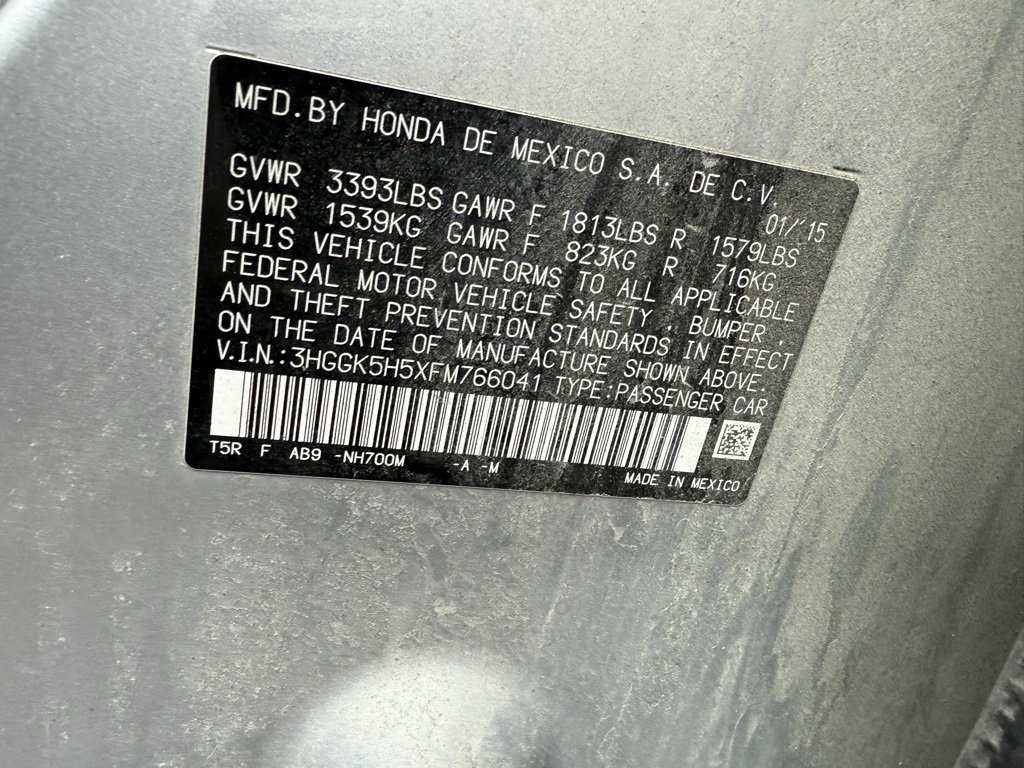 MFD.BY HONDA DE MEXICO S.A. DE C.V.
01/'15
GVWR 3393LBS GAWR F 1813LBS R 1579LBS
GVWR 1539KG GAWR F 823KG R 716KG
THIS VEHICLE CONFORMS TO ALL APPLICABLE
FEDERAL MOTOR VEHICLE SAFETY, BUMPER,
AND THEFT PREVENTION STANDARDS IN EFFECT
ON THE DATE OF MANUFACTURE SHOWN ABOVE.
V.I.N.:3HGGK5H5XFM766041 TYPE:PASSENGER CAR
T5R F AB9 -NH700M -A -M
MADE IN MEXICO